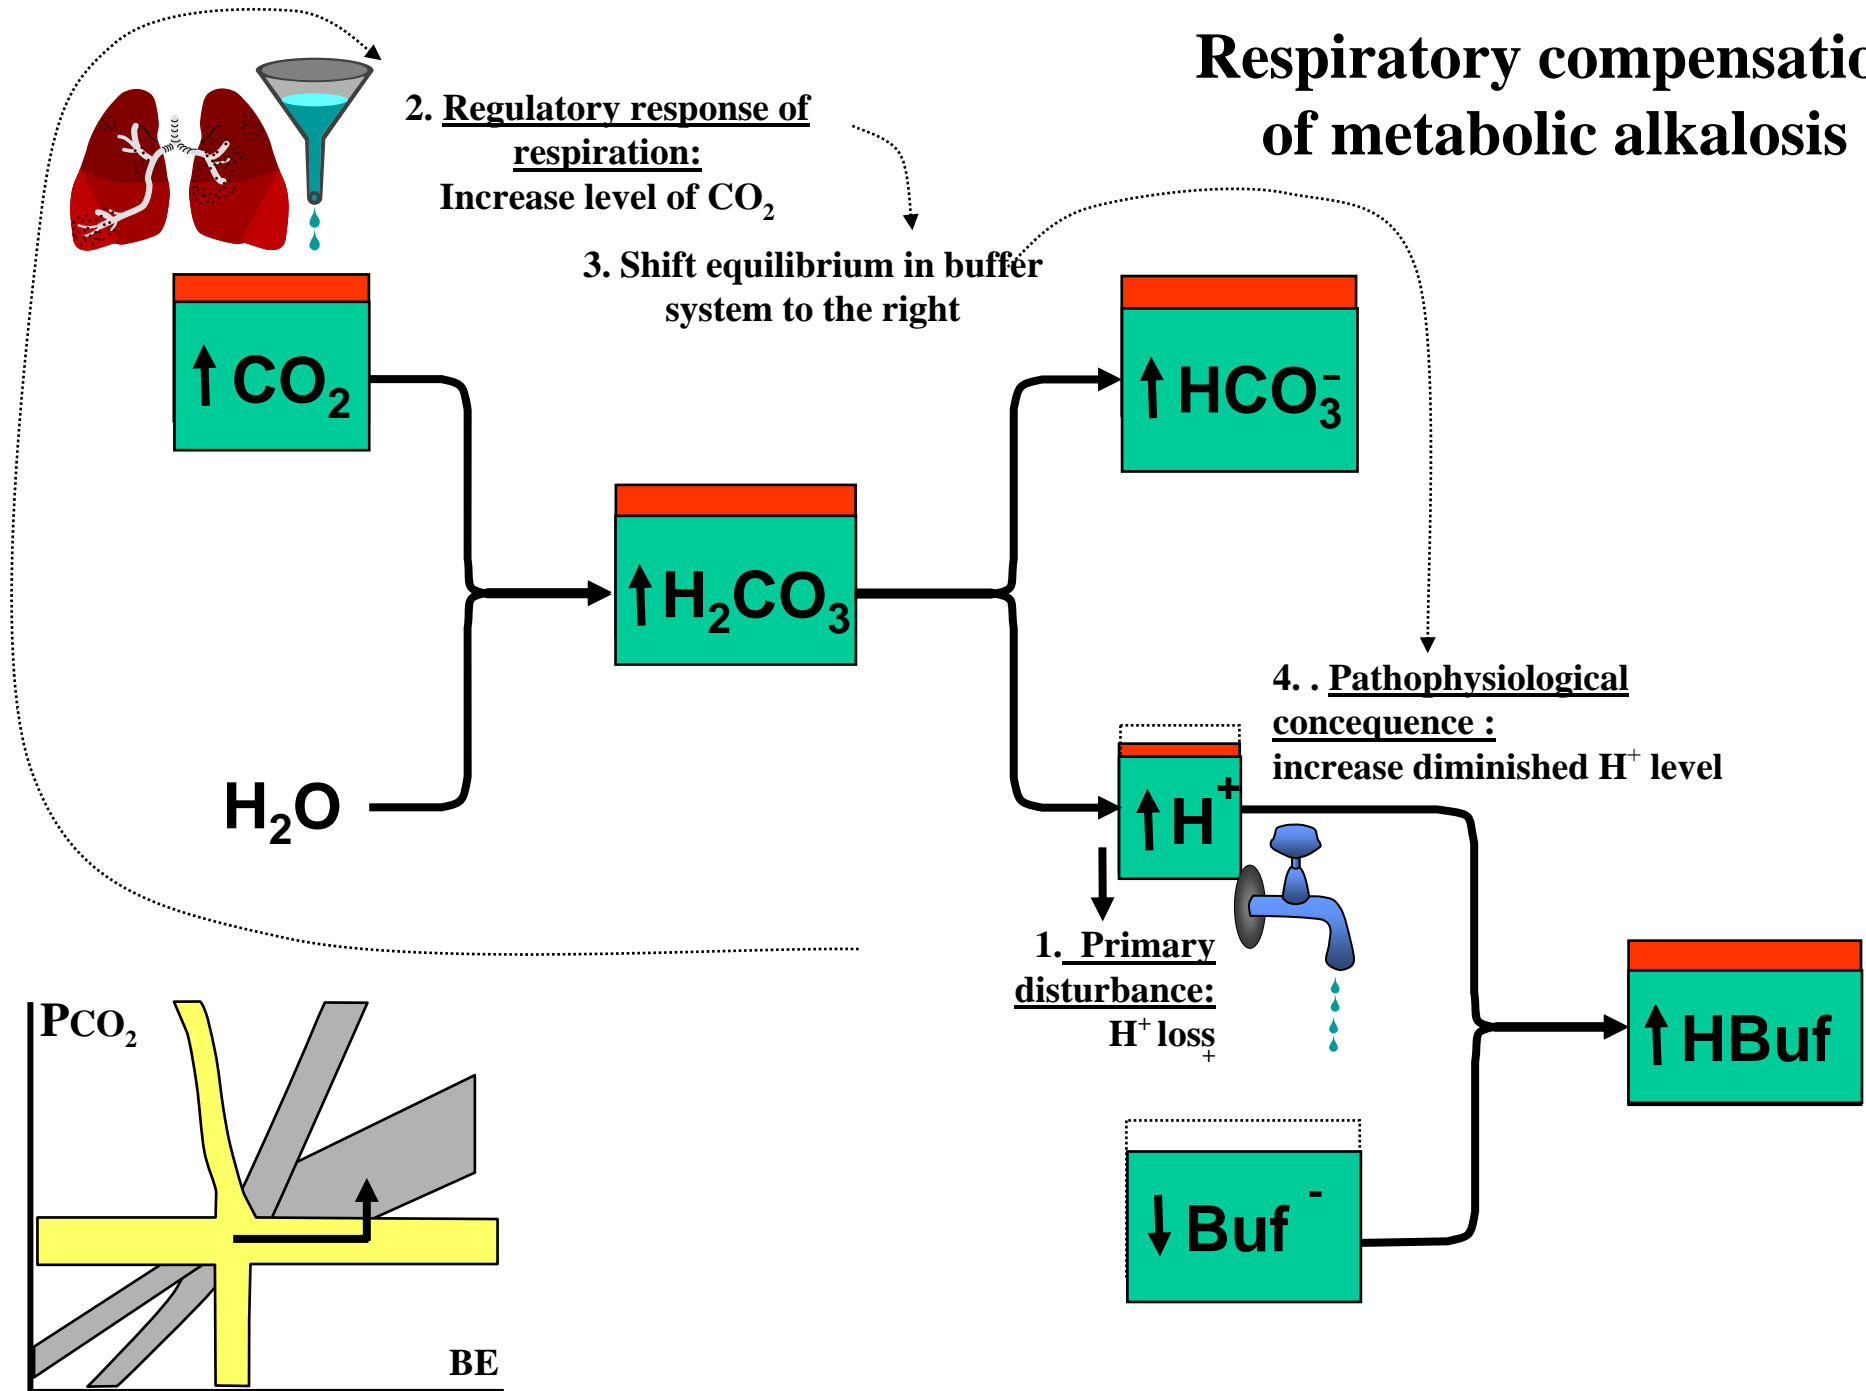 Respiratory compensatio
of metabolic alkalosis
2. Regulatory response of
respiration:
Increase level of CO₂
3. Shift equilibrium in buffer
system to the right
↑ CO₂
↑ HCO₃⁻
↑ H₂CO₃
4. . Pathophysiological
concequence :
increase diminished H⁺ level
H₂O
↑ H⁺
1. Primary
disturbance:
H⁺ loss
+
↑ HBuf
↓ Buf -
PCO₂
BE